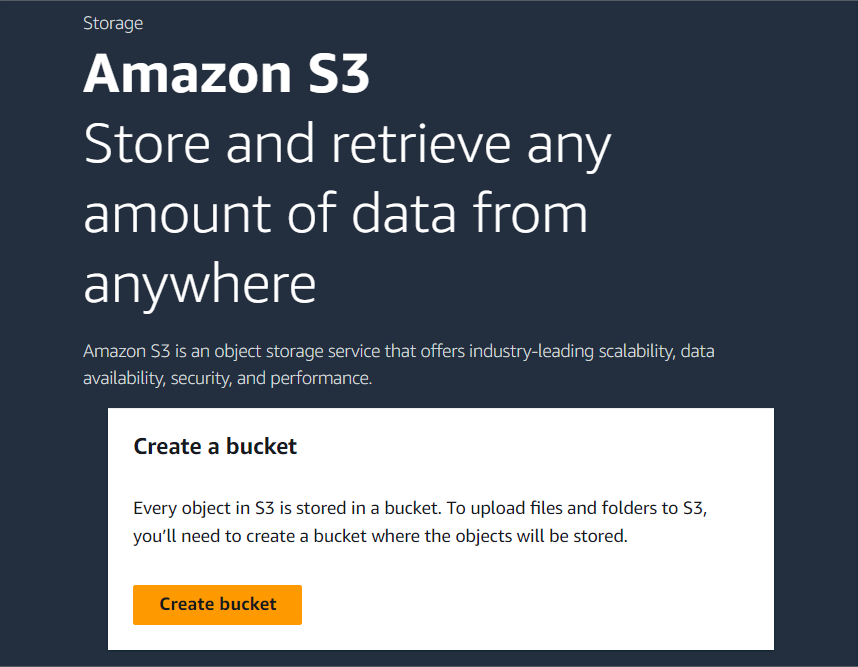 Storage
Amazon S3
Store and retrieve any
amount of data from
anywhere
Amazon S3 is an object storage service that offers industry-leading scalability, data
availability, security, and performance.
Create a bucket
Every object in S3 is stored in a bucket. To upload files and folders to S3,
you’ll need to create a bucket where the objects will be stored.
Create bucket